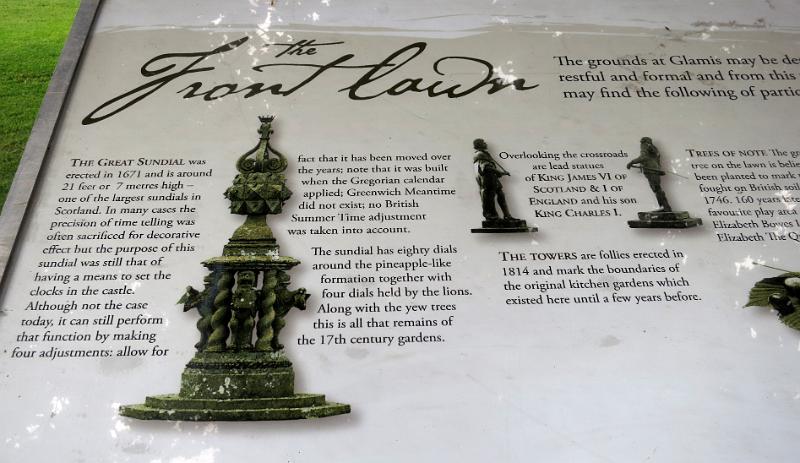 the
Front lawn
The grounds at Glamis may be
restful and formal and from this
may find the following of
THE GREAT SUNDIAL was
erected in 1671 and is around
21 feet or 7 metres high –
one of the largest sundials in
Scotland. In many cases the
precision of time telling was
often sacrificed for decorative
effect but the purpose of this
sundial was still that of
having a means to set the
clocks in the castle.
Although not the case
today, it can still perform
that function by making
four adjustments: allow for
fact that it has been moved over
the years; note that it was built
when the Gregorian calendar
applied; Greenwich Meantime
did not exist; no British
Summer Time adjustment
was taken into account.
The sundial has eighty dials
around the pineapple-like
formation together with
four dials held by the lions.
Along with the yew trees
this is all that remains of
the 17th century gardens.
Overlooking the crossroads
are lead statues
of KING JAMES VI OF
SCOTLAND & I OF
ENGLAND and his son
KING CHARLES I.
THE TOWERS are follies erected in
1814 and mark the boundaries of
the original kitchen gardens which
existed here until a few years before.
TREES OF NOTE The
tree on the lawn is
been planted to mark
fought on British soil
1746. 160 years
favourite play area
Elizabeth Bowes
Elizabeth The